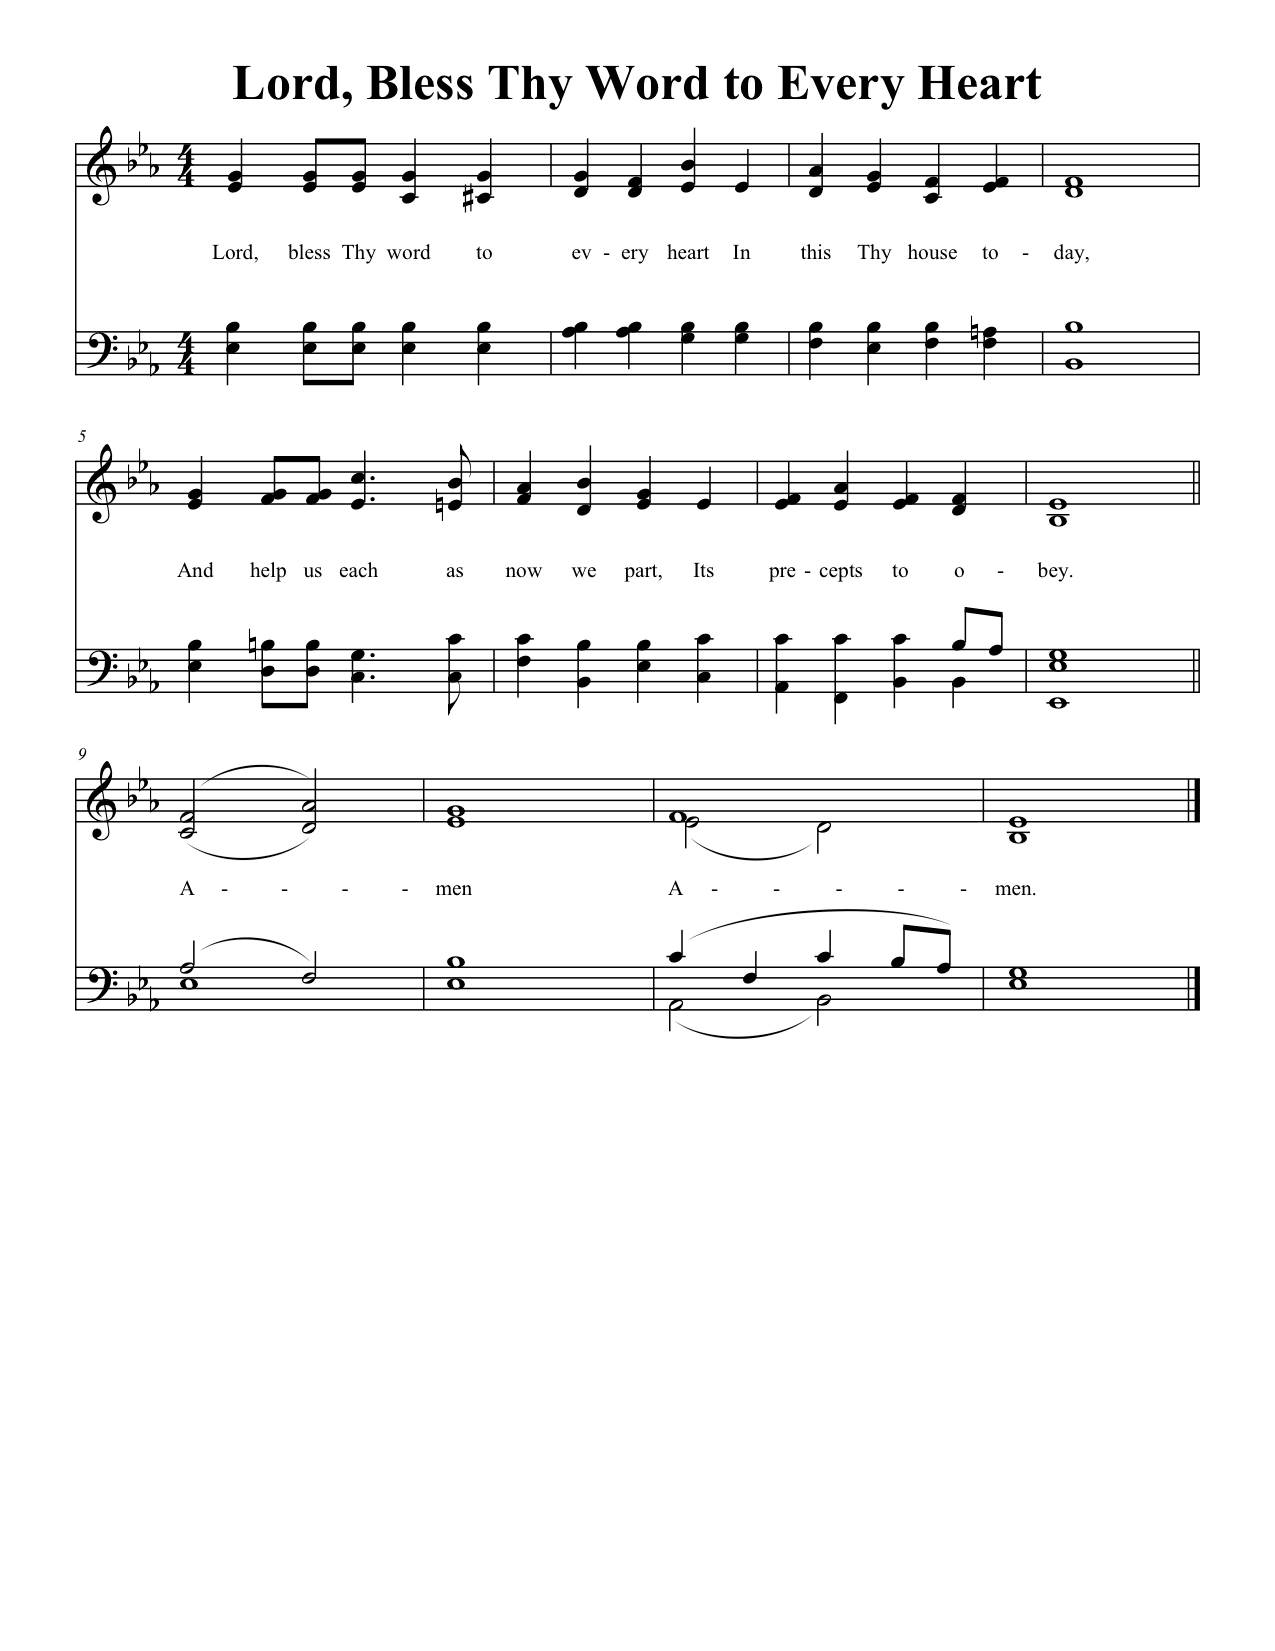 Lord, Bless Thy Word to Every Heart
4 4
Lord, bless Thy word to ev - ery heart In this Thy house to - day,
4 4
5
And help us each as now we part, Its pre - cepts to o - bey.
9
A - - - - men A - - - - - men.